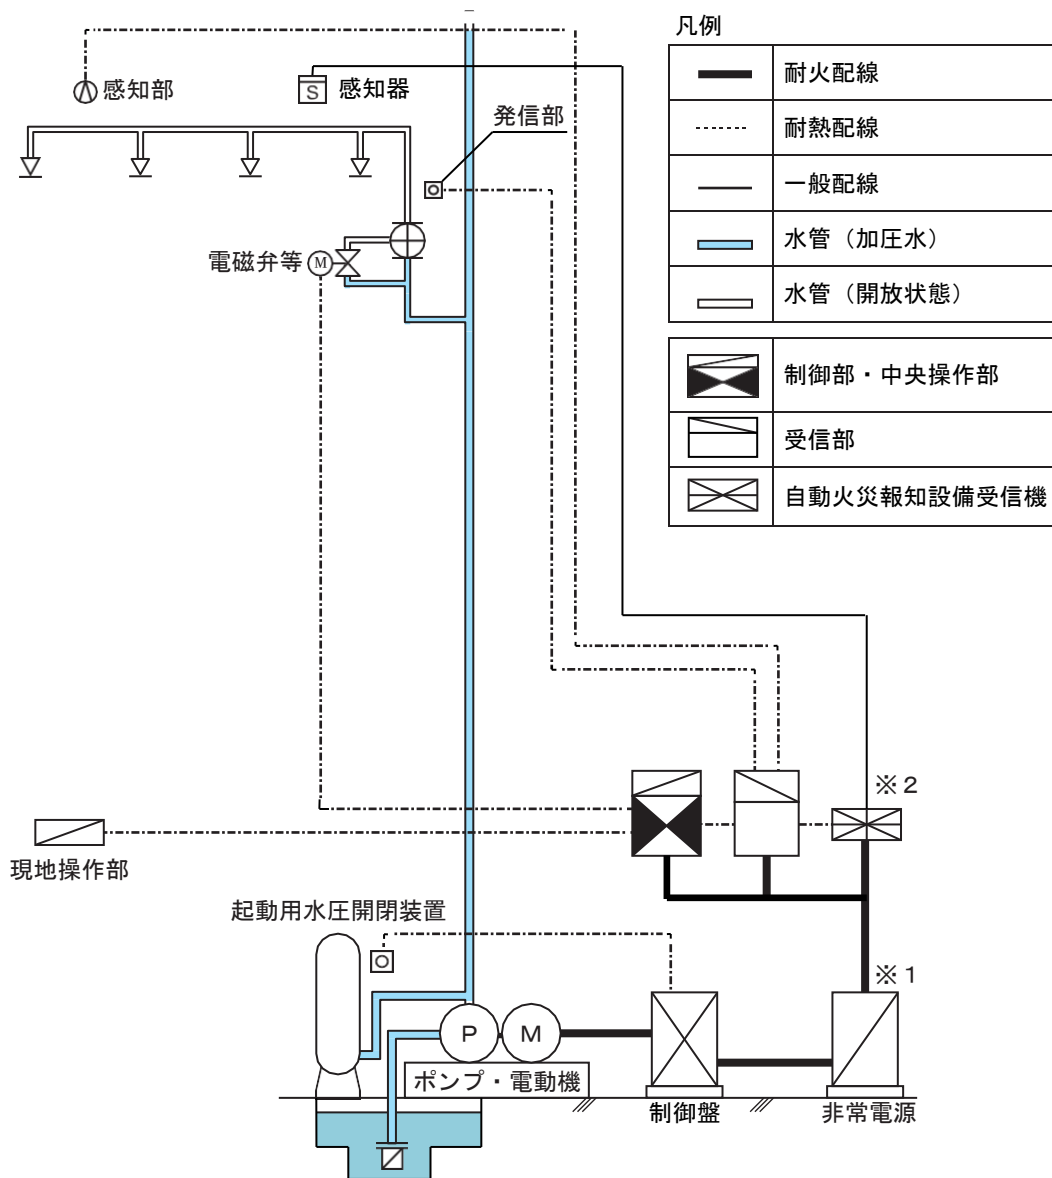 凡例
耐火配線
耐熱配線
一般配線
水管（加圧水）
水管（開放状態）
制御部・中央操作部
受信部
自動火災報知設備受信機
感知部
S
感知器
発信部
電磁弁等
M
※2
現地操作部
起動用水圧開閉装置
※1
P
M
ポンプ・電動機
制御盤
非常電源